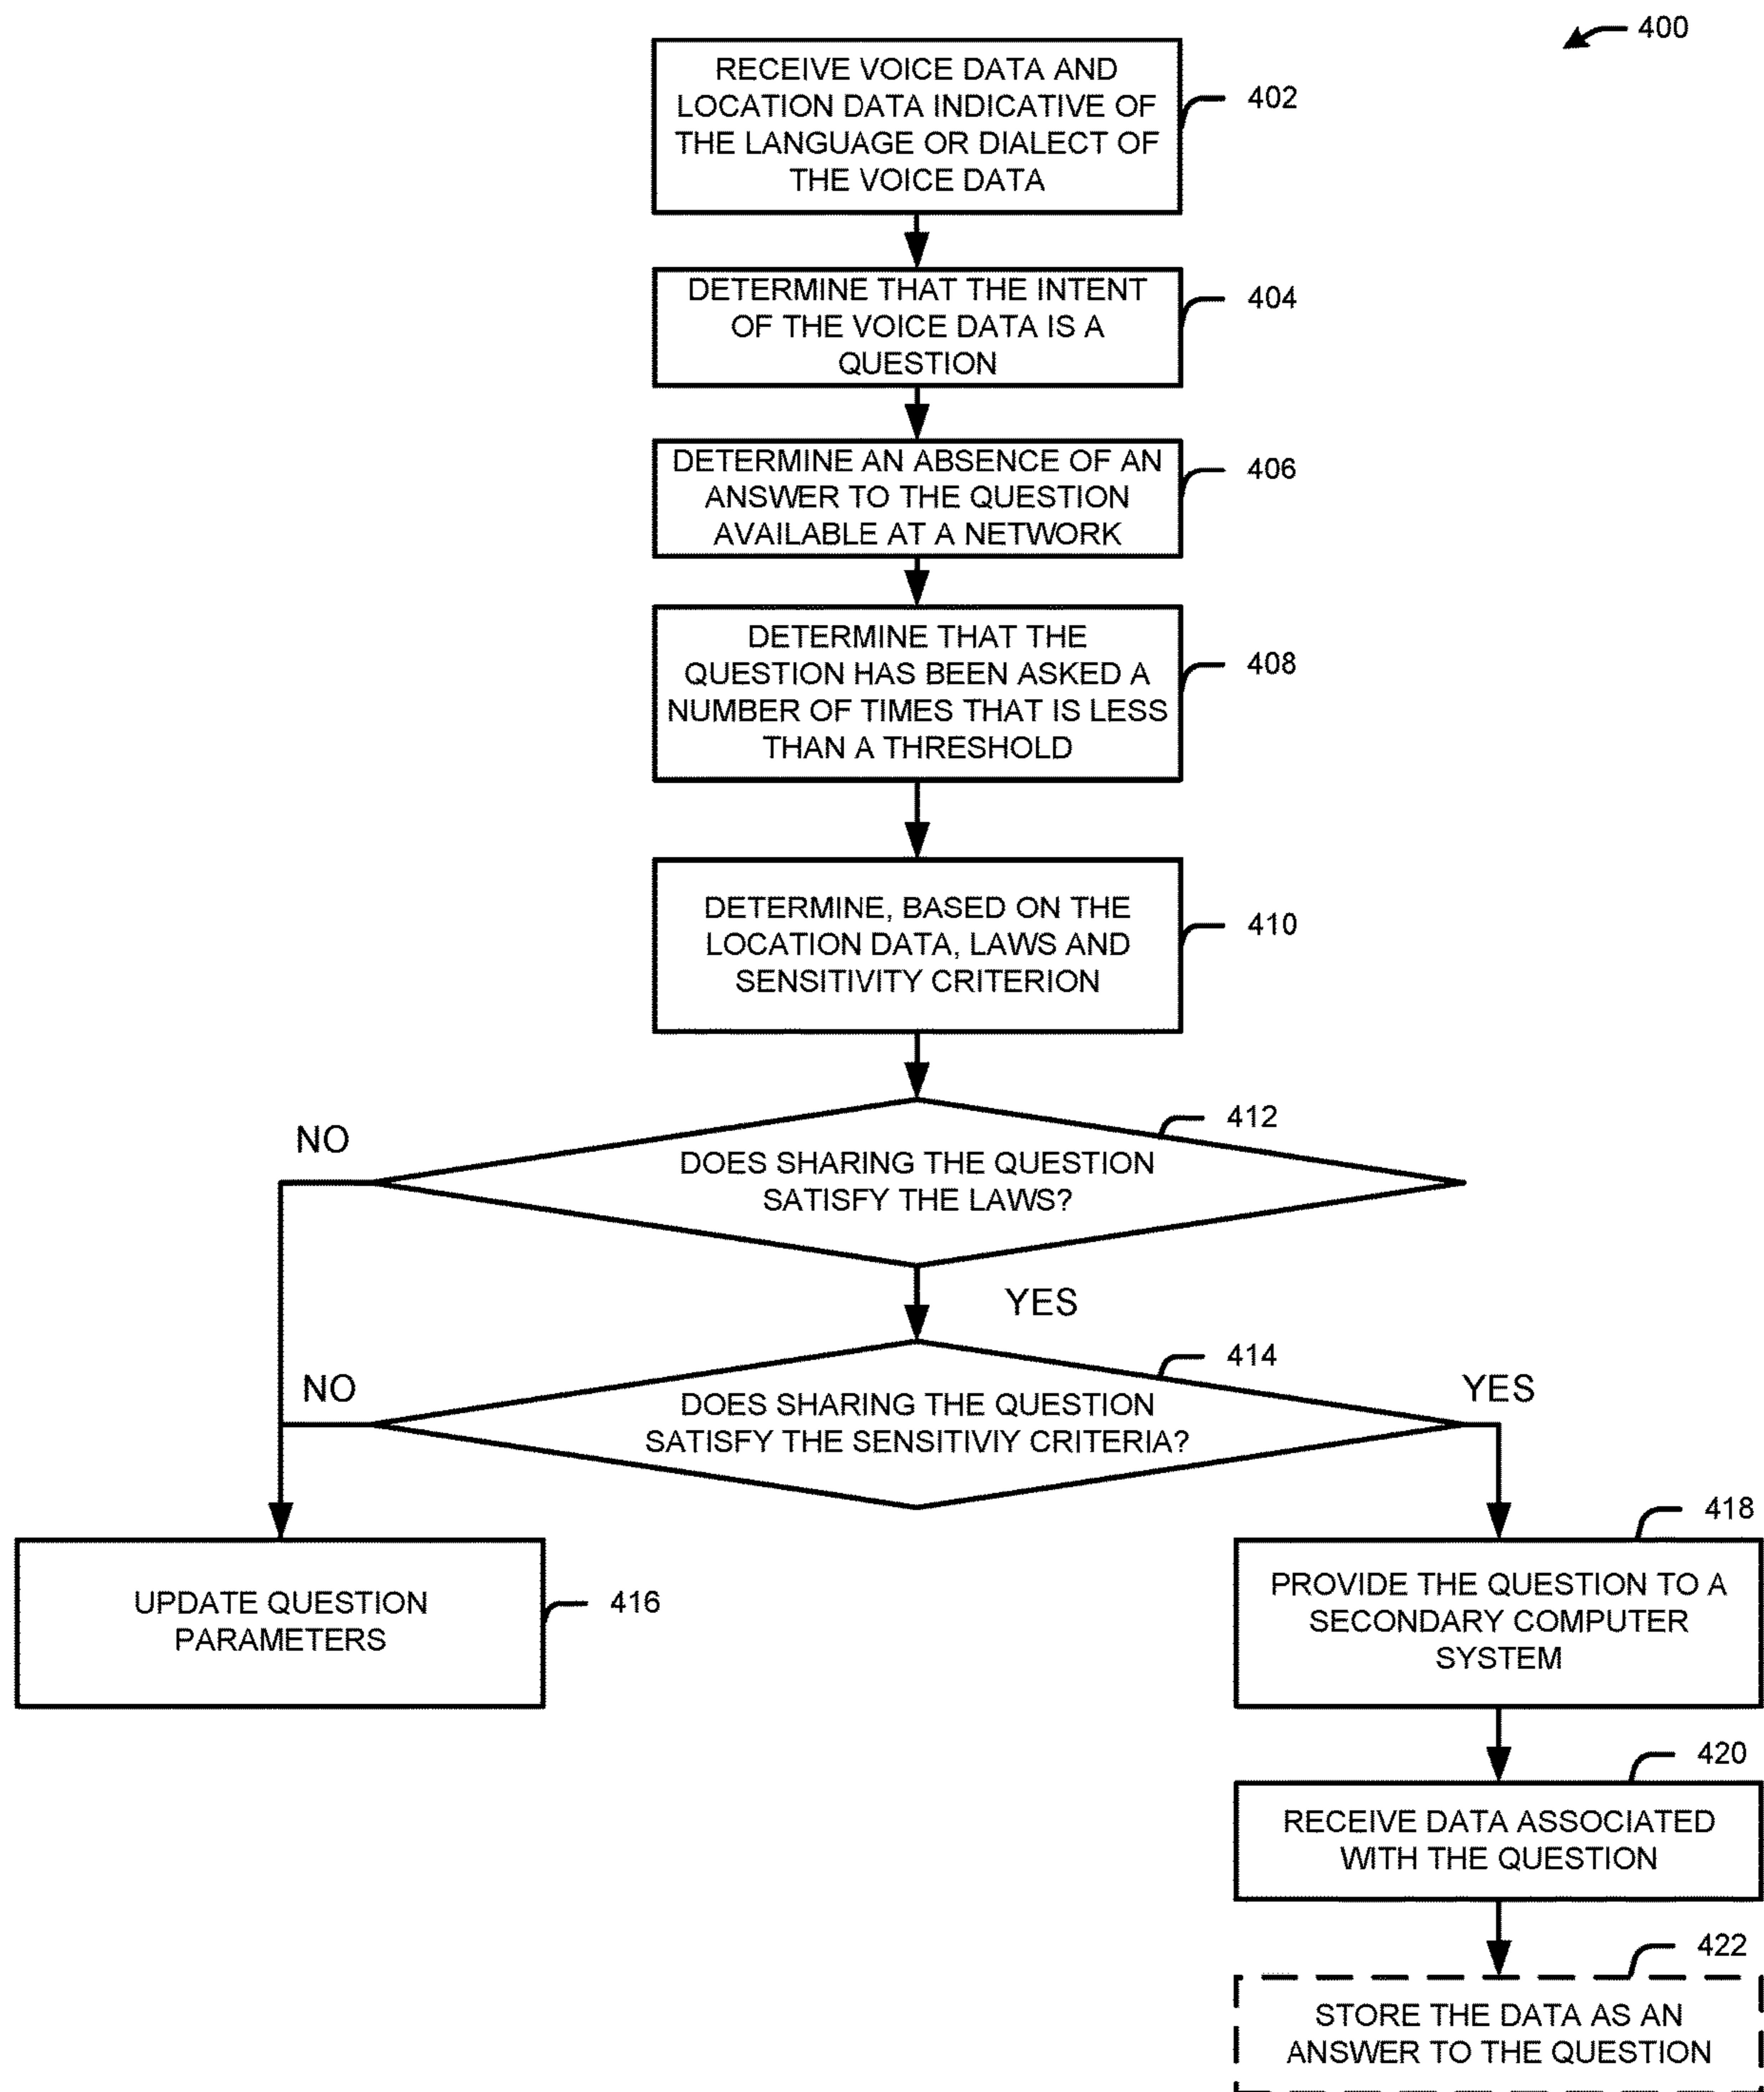 400
RECEIVE VOICE DATA AND
LOCATION DATA INDICATIVE OF
THE LANGUAGE OR DIALECT OF
THE VOICE DATA
402
DETERMINE THAT THE INTENT
OF THE VOICE DATA IS A
QUESTION
404
DETERMINE AN ABSENCE OF AN
ANSWER TO THE QUESTION
AVAILABLE AT A NETWORK
406
DETERMINE THAT THE
QUESTION HAS BEEN ASKED A
NUMBER OF TIMES THAT IS LESS
THAN A THRESHOLD
408
DETERMINE, BASED ON THE
LOCATION DATA, LAWS AND
SENSITIVITY CRITERION
410
412
NO
DOES SHARING THE QUESTION
SATISFY THE LAWS?
YES
414
NO
DOES SHARING THE QUESTION
SATISFY THE SENSITIVIY CRITERIA?
YES
UPDATE QUESTION
PARAMETERS
416
418
PROVIDE THE QUESTION TO A
SECONDARY COMPUTER
SYSTEM
420
RECEIVE DATA ASSOCIATED
WITH THE QUESTION
422
STORE THE DATA AS AN
ANSWER TO THE QUESTION